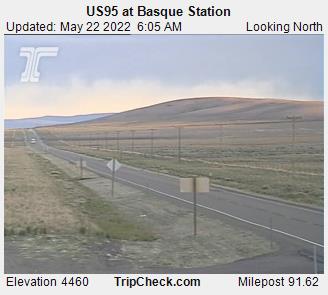 US95 at Basque Station
Updated: May 22 2022 6:05 AM Looking North
Elevation 4460 TripCheck.com Milepost 91.62